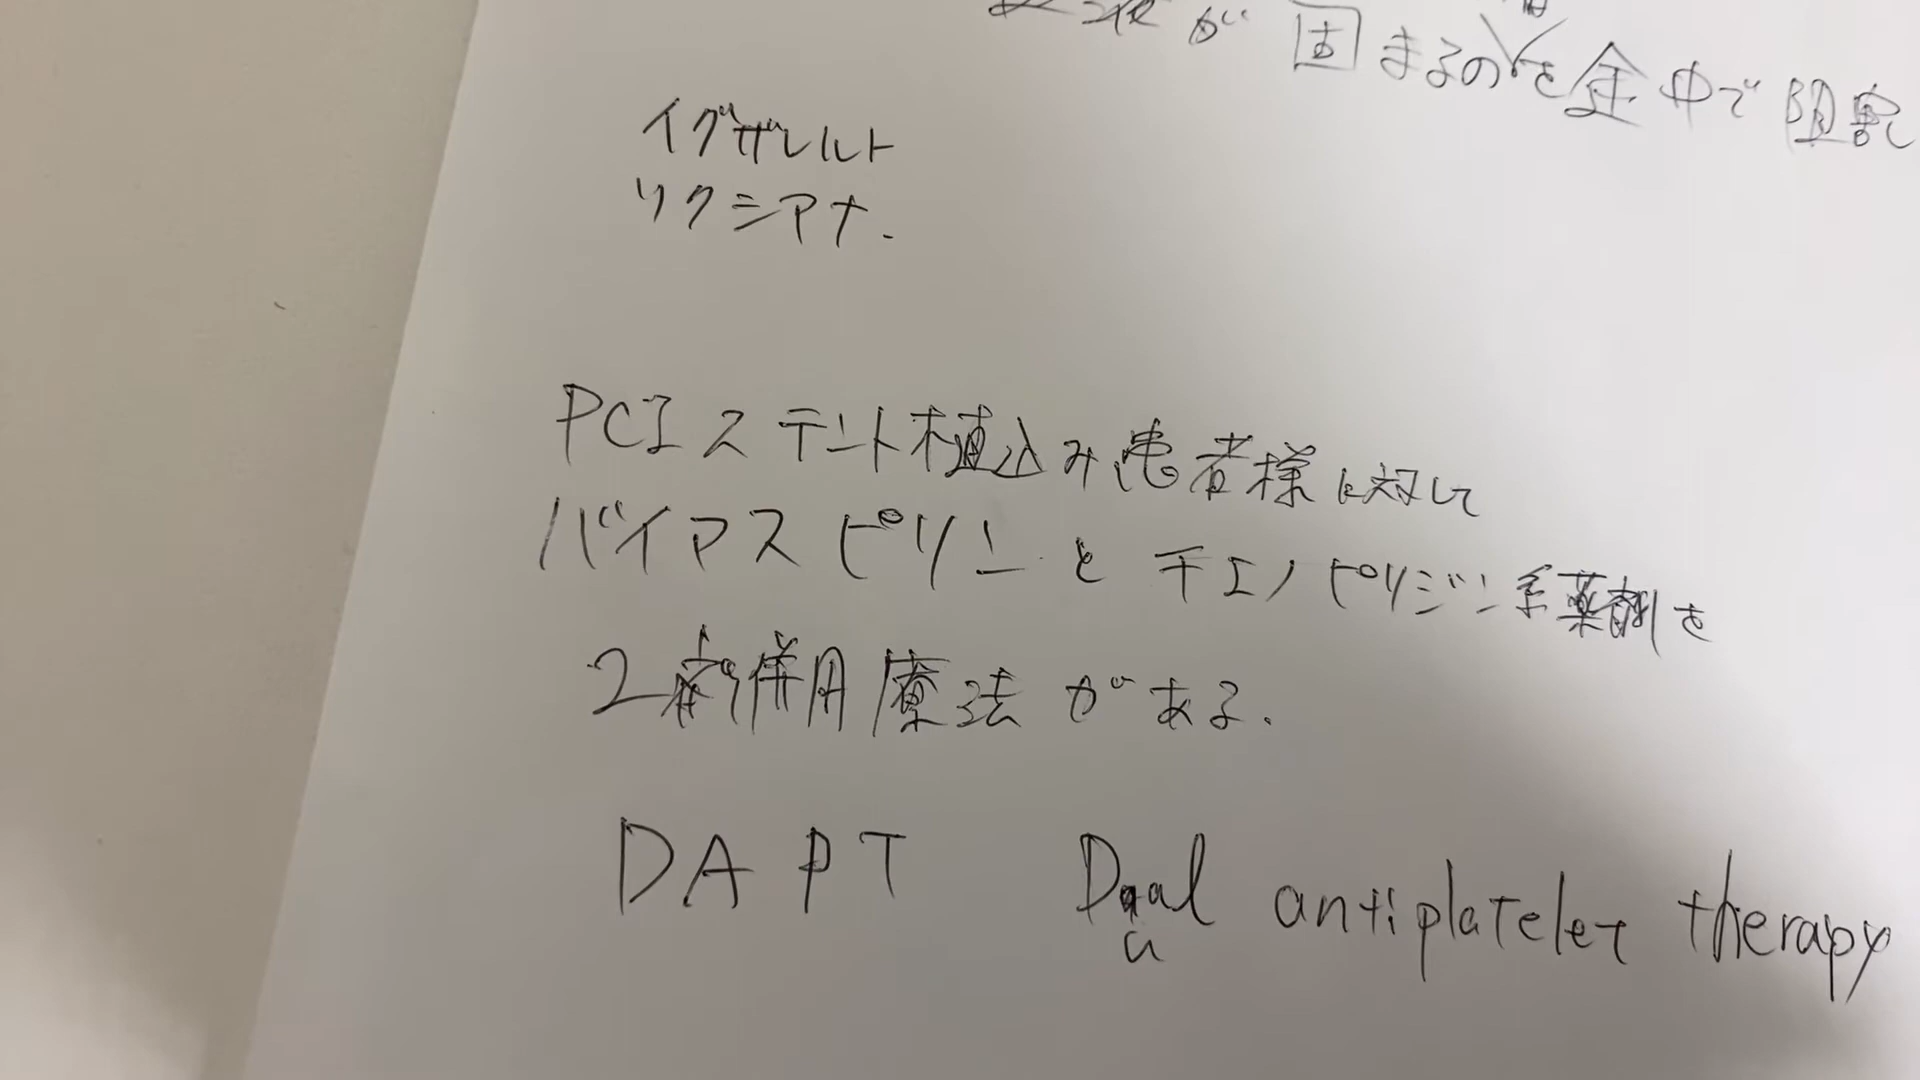 が固まるのを途中で阻害
イグザレルト
リクシアナ.
PCIステント植込み患者様に対して
バイアスピリンとチエノピリジン系薬剤を
2剤併用療法がある.
DAPT Dual antiplatelet therapy
u